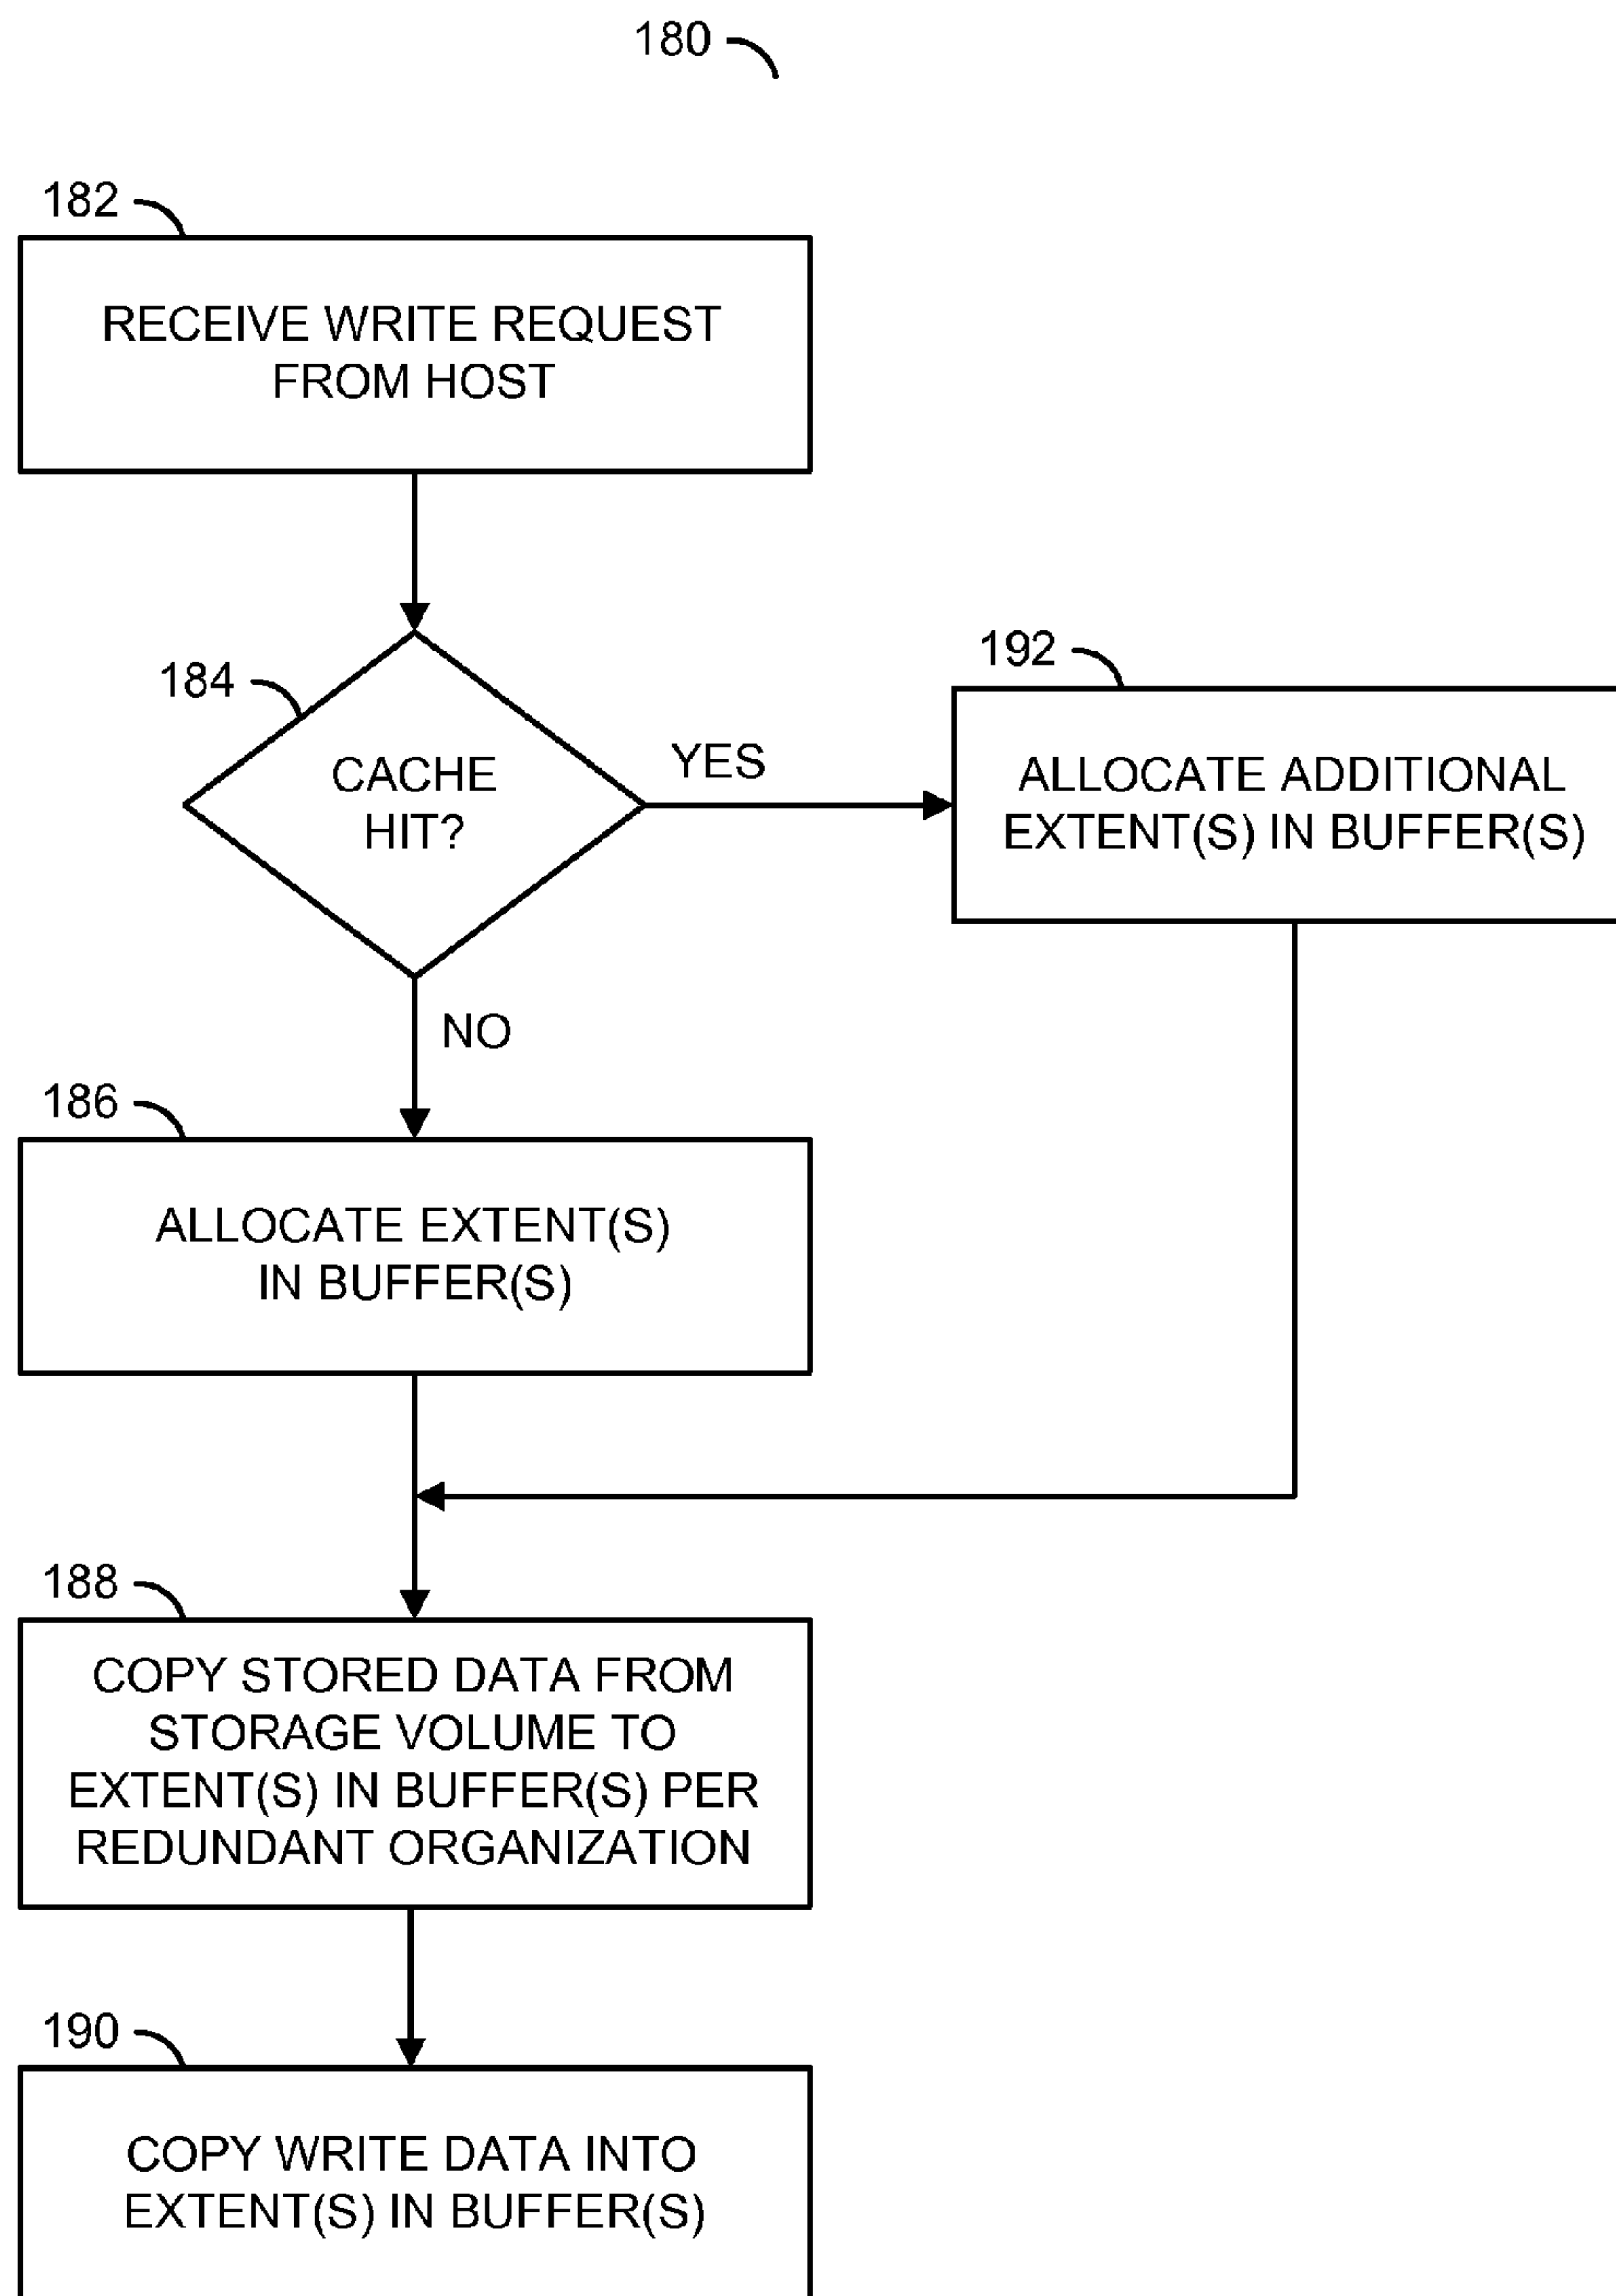 180
182
RECEIVE WRITE REQUEST
FROM HOST
184
CACHE
HIT?
YES
192
ALLOCATE ADDITIONAL
EXTENT(S) IN BUFFER(S)
NO
186
ALLOCATE EXTENT(S)
IN BUFFER(S)
188
COPY STORED DATA FROM
STORAGE VOLUME TO
EXTENT(S) IN BUFFER(S) PER
REDUNDANT ORGANIZATION
190
COPY WRITE DATA INTO
EXTENT(S) IN BUFFER(S)